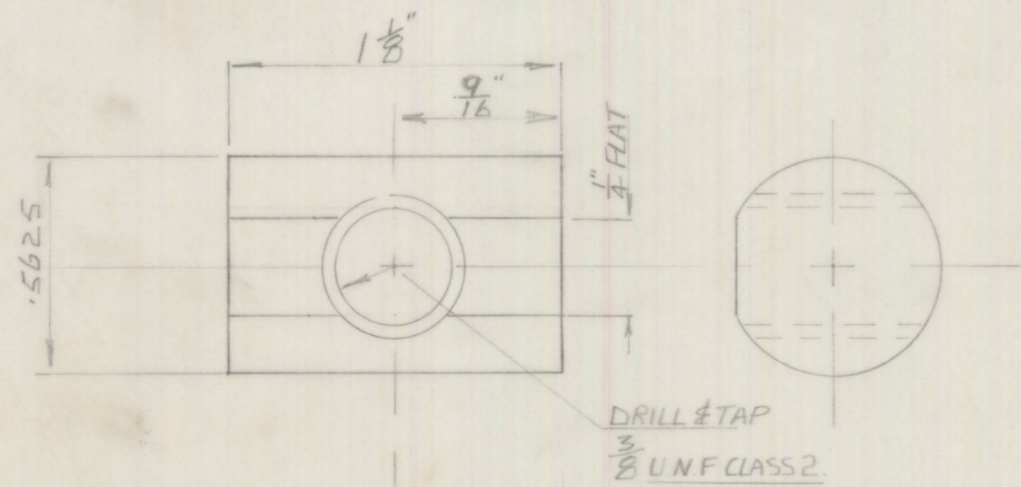 1 1/8"
9/16"
1/4" FLAT
.5625
DRILL & TAP
3/8 U.N.F CLASS 2.